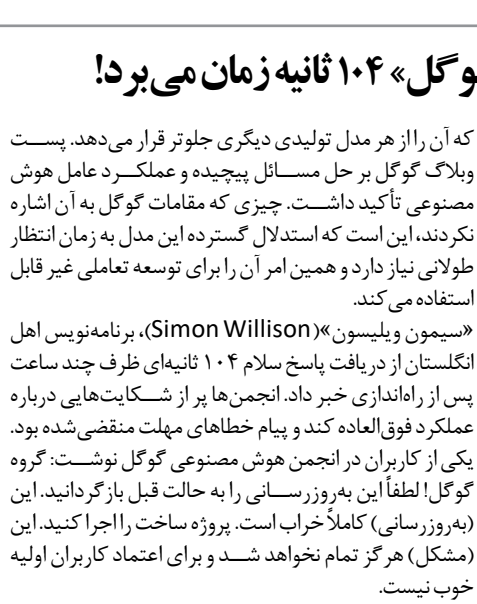 وگل» ۱۰۴ ثانیه زمان می‌برد!
که آن را از هر مدل تولیدی دیگری جلوتر قرار می‌دهد. پست
وبلاگ گوگل بر حل مسائل پیچیده و عملکرد عامل هوش
مصنوعی تأکید داشت. چیزی که مقامات گوگل به آن اشاره
نکردند، این است که استدلال گسترده این مدل به زمان انتظار
طولانی نیاز دارد و همین امر آن را برای توسعه تعاملی غیر قابل
استفاده می‌کند.
«سیمون ویلیسون»(Simon Willison)، برنامه‌نویس اهل
انگلستان از دریافت پاسخ سلام ۱۰۴ ثانیه‌ای ظرف چند ساعت
پس از راه‌اندازی خبر داد. انجمن‌ها پر از شکایت‌هایی درباره
عملکرد فوق‌العاده کند و پیام خطاهای مهلت منقضی‌شده بود.
یکی از کاربران در انجمن هوش مصنوعی گوگل نوشت: گروه
گوگل! لطفاً این به‌روزرسانی را به حالت قبل بازگردانید. این
(به‌روزرسانی) کاملاً خراب است. پروژه ساخت را اجرا کنید. این
(مشکل) هرگز تمام نخواهد شد و برای اعتماد کاربران اولیه
خوب نیست.